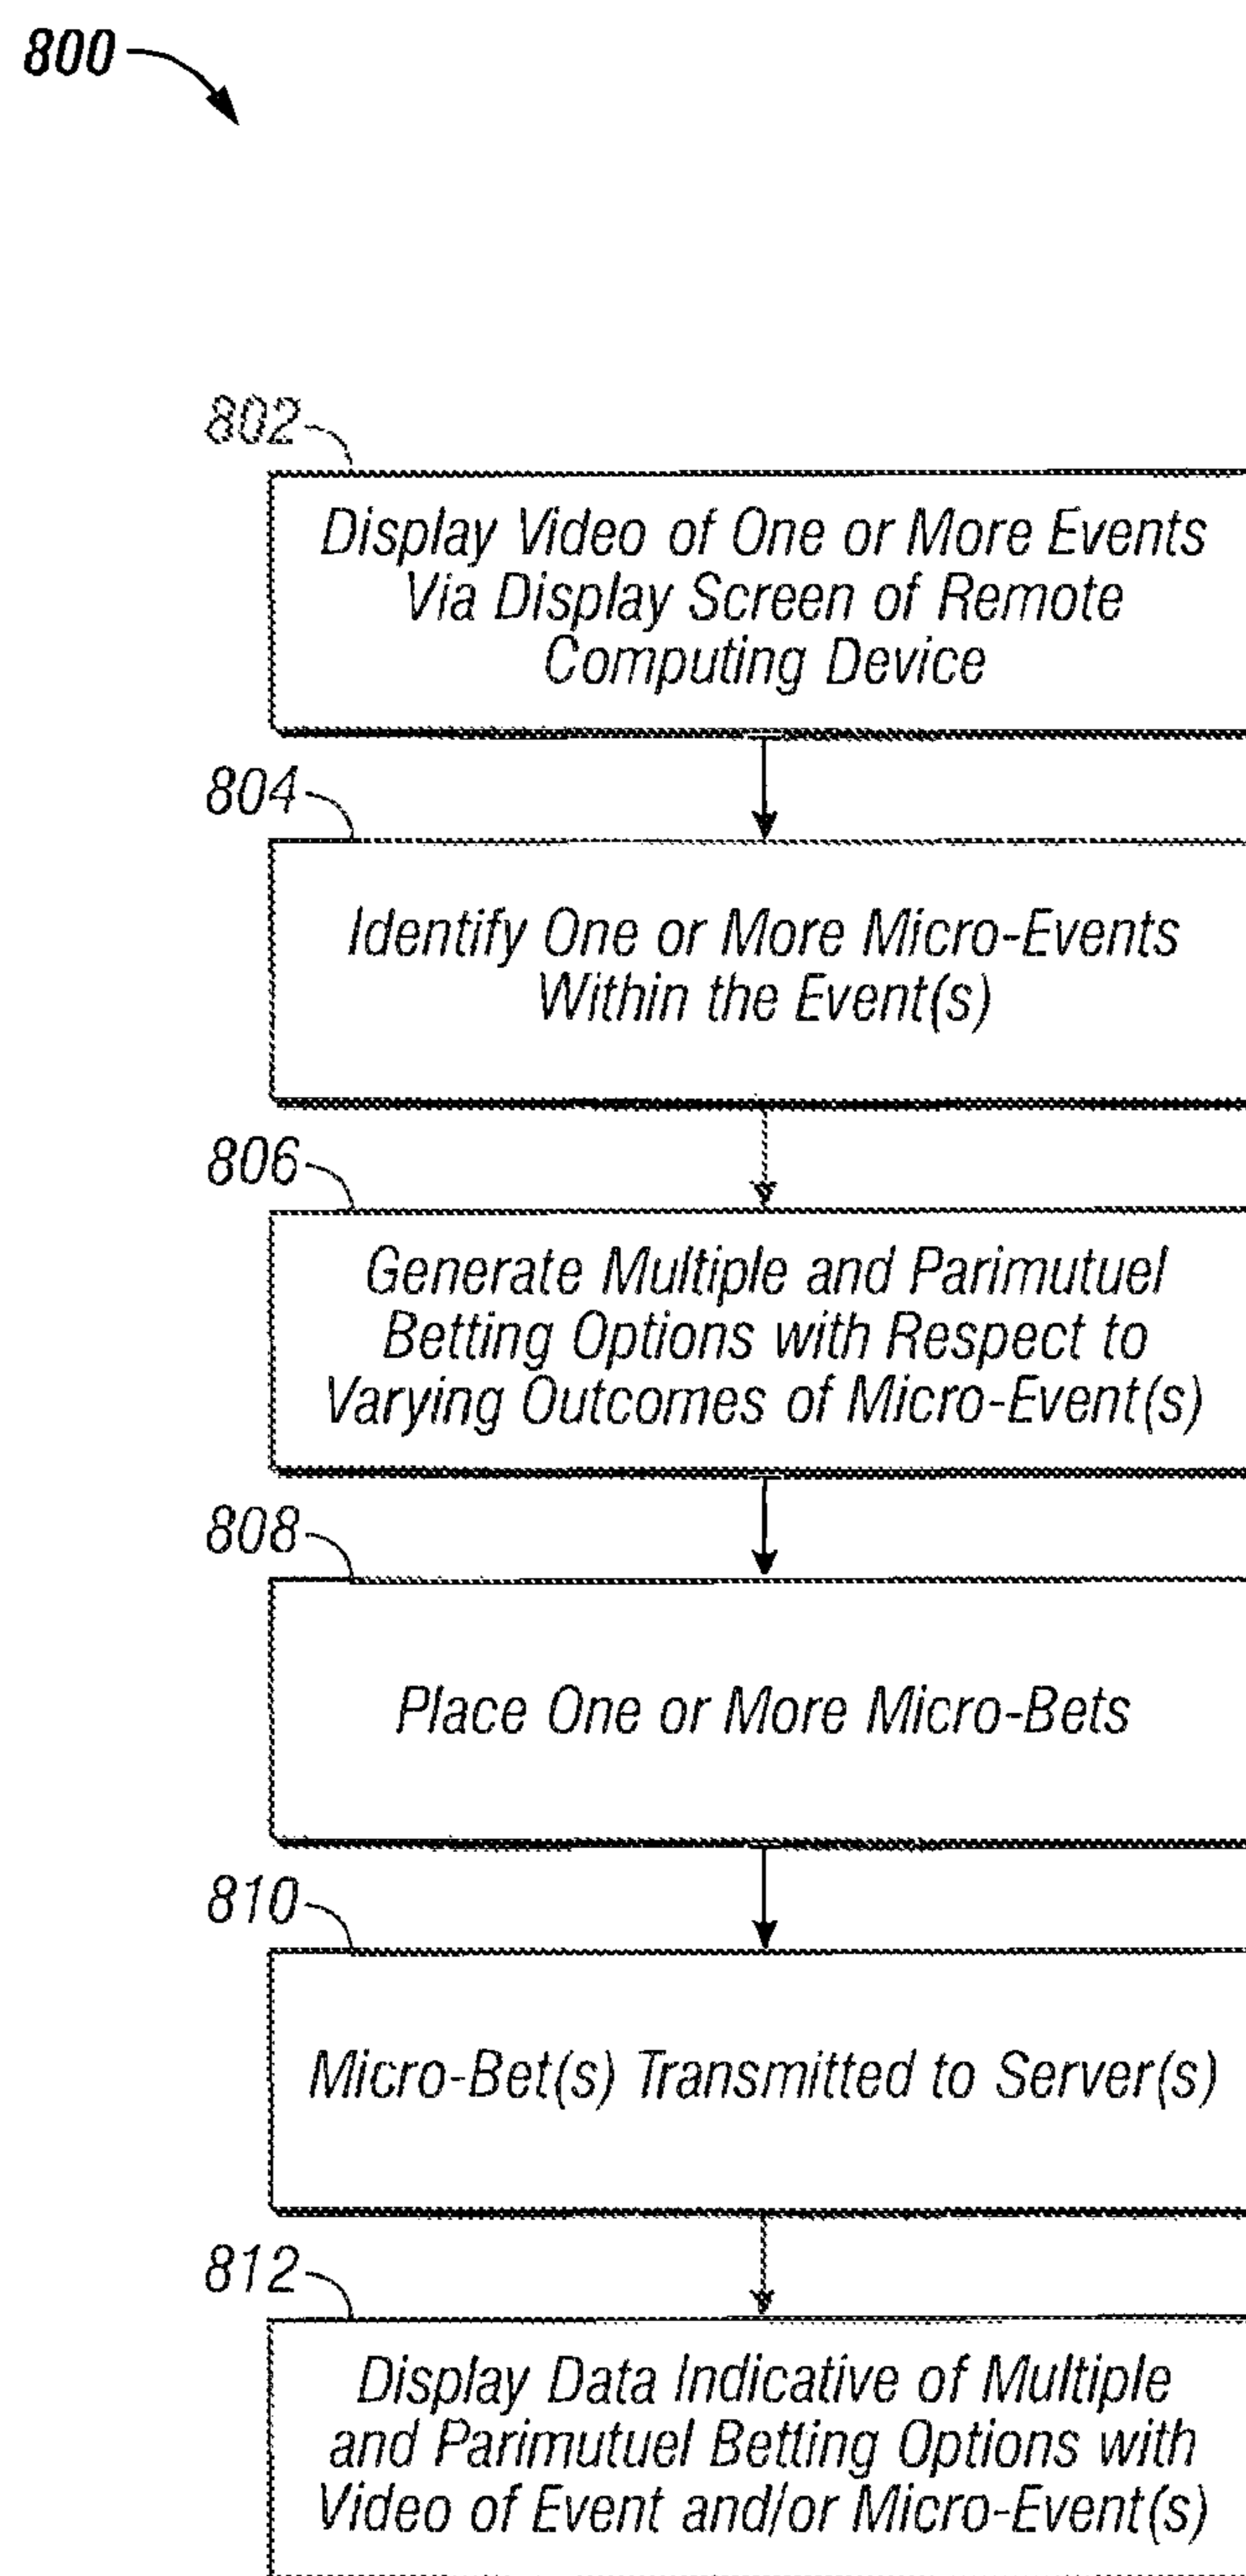 800
802
Display Video of One or More Events
Via Display Screen of Remote
Computing Device
804
Identify One or More Micro-Events
Within the Event(s)
806
Generate Multiple and Parimutuel
Betting Options with Respect to
Varying Outcomes of Micro-Event(s)
808
Place One or More Micro-Bets
810
Micro-Bet(s) Transmitted to Server(s)
812
Display Data Indicative of Multiple
and Parimutuel Betting Options with
Video of Event and/or Micro-Event(s)